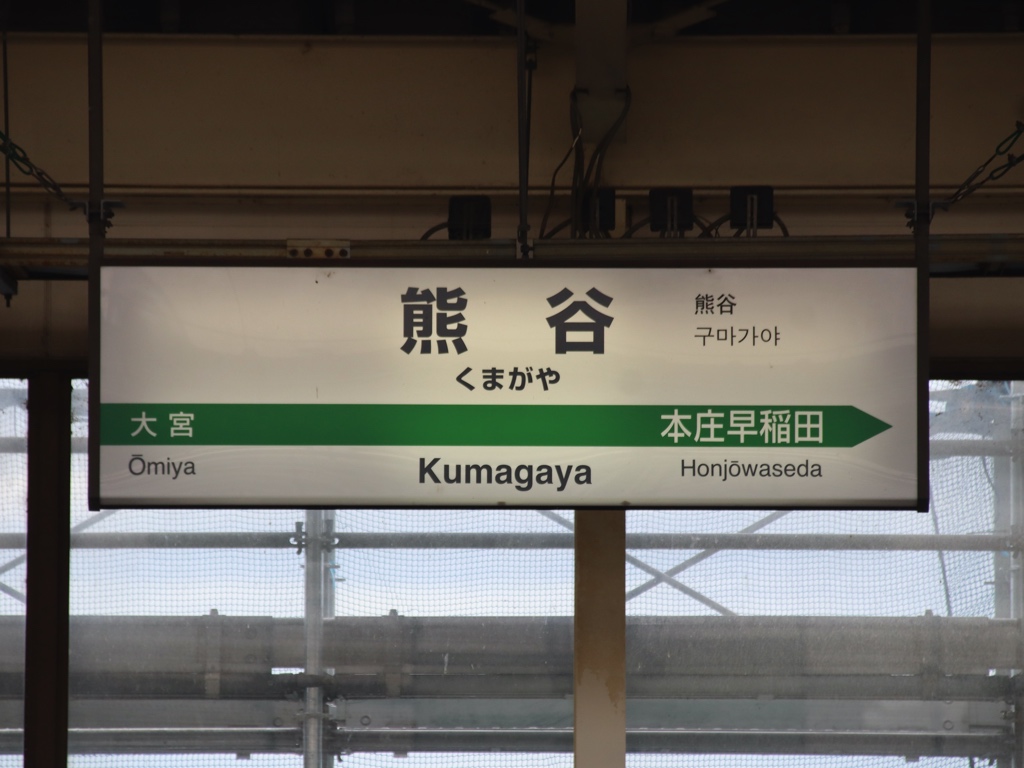 熊谷
熊谷
구마가야
くまがや
大宮
本庄早稲田
Ōmiya
Kumagaya
Honjōwaseda